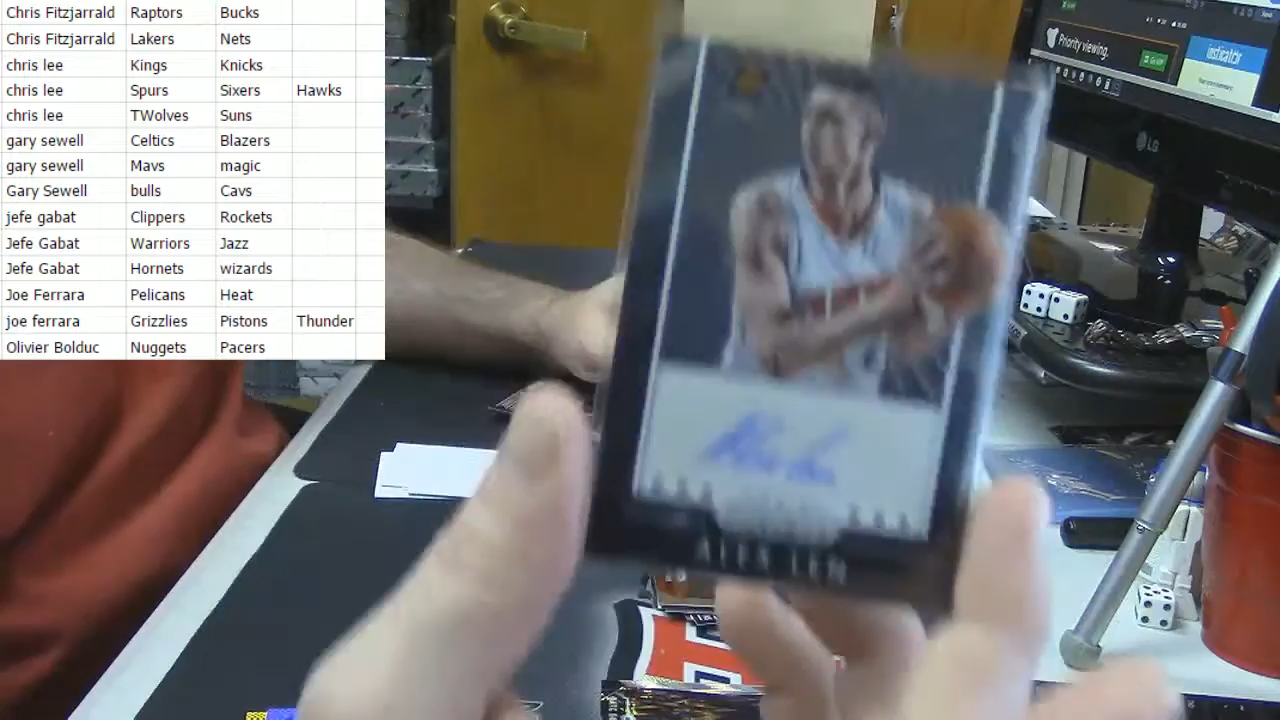 Chris Fitzjarrald Raptors Bucks
Chris Fitzjarrald Lakers Nets
chris lee Kings Knicks
chris lee Spurs Sixers Hawks
chris lee TWolves Suns
gary sewell Celtics Blazers
gary sewell Mavs magic
Gary Sewell bulls Cavs
jefe gabat Clippers Rockets
Jefe Gabat Warriors Jazz
Jefe Gabat Hornets wizards
Joe Ferrara Pelicans Heat
joe ferrara Grizzlies Pistons Thunder
Olivier Bolduc Nuggets Pacers
Priority viewing.
insticator
LG
ALEX LEN